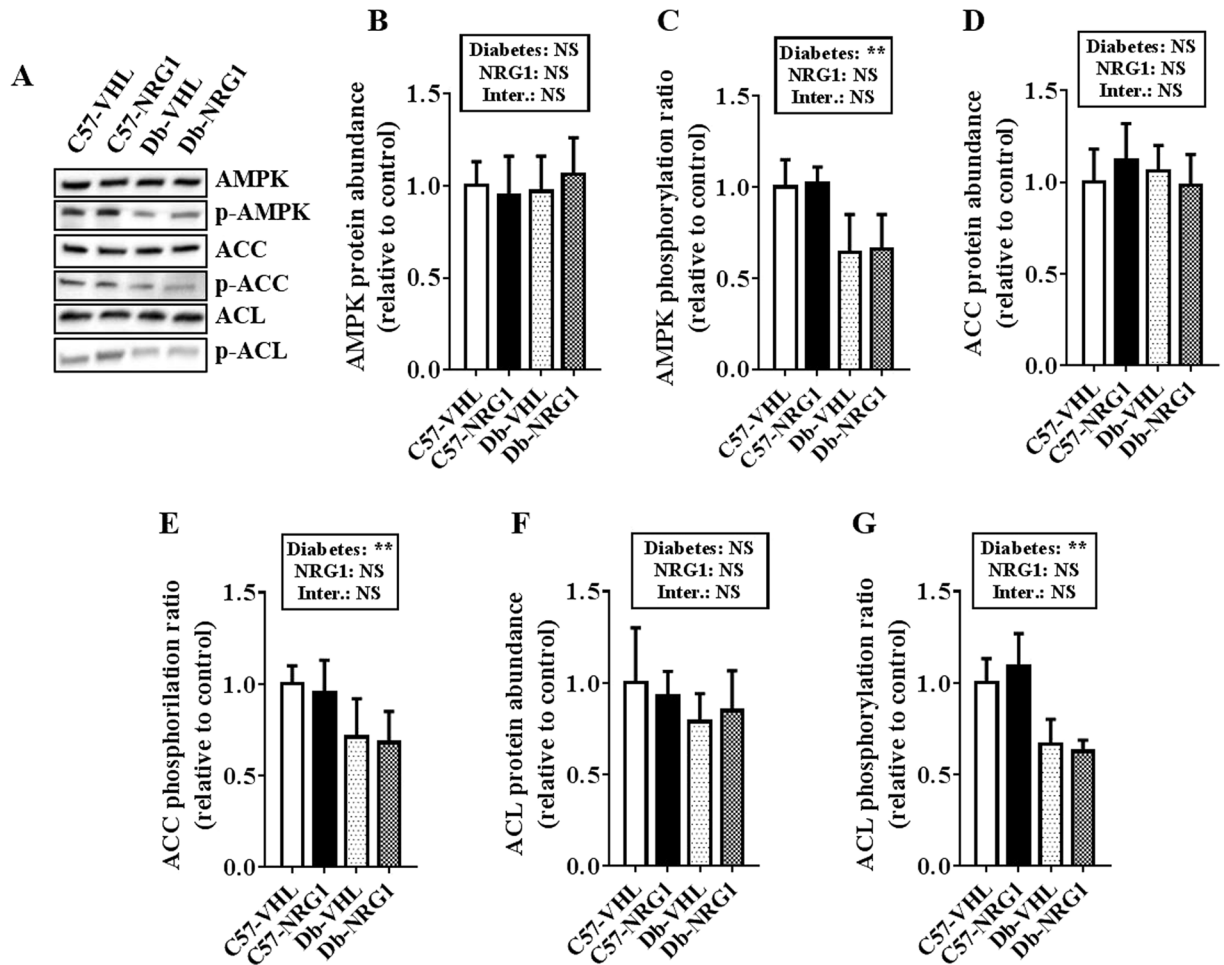 A
C57-VHL
C57-NRG1
Db-VHL
Db-NRG1
AMPK
p-AMPK
ACC
p-ACC
ACL
p-ACL
B
Diabetes: NS
NRG1: NS
Inter.: NS
AMPK protein abundance
(relative to control)
1.5
1.0
0.5
0.0
C57-VHL
C57-NRG1
Db-VHL
Db-NRG1
C
Diabetes: **
NRG1: NS
Inter.: NS
AMPK phosphorylation ratio
(relative to control)
1.5
1.0
0.5
0.0
C57-VHL
C57-NRG1
Db-VHL
Db-NRG1
D
Diabetes: NS
NRG1: NS
Inter.: NS
ACC protein abundance
(relative to control)
1.5
1.0
0.5
0.0
C57-VHL
C57-NRG1
Db-VHL
Db-NRG1
E
Diabetes: **
NRG1: NS
Inter.: NS
ACC phosphorilation ratio
(relative to control)
1.5
1.0
0.5
0.0
C57-VHL
C57-NRG1
Db-VHL
Db-NRG1
F
Diabetes: NS
NRG1: NS
Inter.: NS
ACL protein abundance
(relative to control)
1.5
1.0
0.5
0.0
C57-VHL
C57-NRG1
Db-VHL
Db-NRG1
G
Diabetes: **
NRG1: NS
Inter.: NS
ACL phosphorylation ratio
(relative to control)
1.5
1.0
0.5
0.0
C57-VHL
C57-NRG1
Db-VHL
Db-NRG1